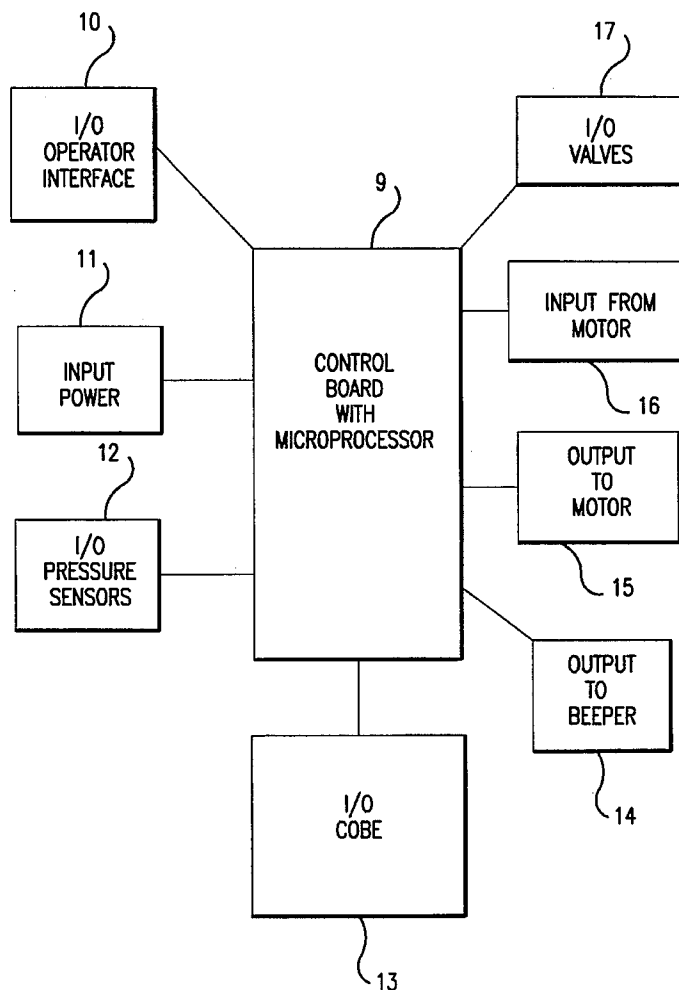 10
I/O
OPERATOR
INTERFACE
17
I/O
VALVES
9
CONTROL
BOARD
WITH
MICROPROCESSOR
11
INPUT
POWER
INPUT FROM
MOTOR
16
12
I/O
PRESSURE
SENSORS
OUTPUT
TO
MOTOR
15
OUTPUT
TO
BEEPER
14
I/O
COBE
13